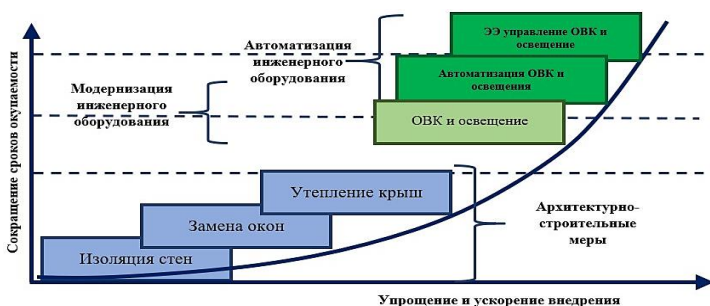 ЭЭ управление ОВК и
освещение
Автоматизация
инженерного
оборудования
Автоматизация ОВК и
освещения
Модернизация
инженерного
оборудования
ОВК и освещение
Утепление крыш
Замена окон
Изоляция стен
Архитектурно-
строительные
меры
Сокращение сроков окупаемости
Упрощение и ускорение внедрения